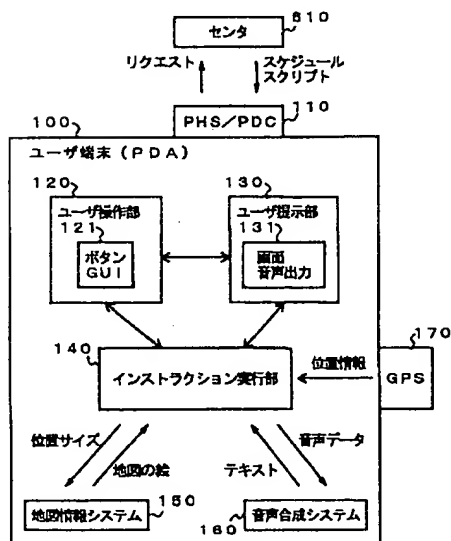 センタ
610
リクエスト
スケジュール
スクリプト
PHS/PDC
110
100
ユーザ端末(PDA)
120
ユーザ操作部
121
ボタン
GUI
130
ユーザ提示部
131
画面
音声出力
140
インストラクション実行部
位置情報
170
GPS
位置サイズ
地図の絵
テキスト
音声データ
地図情報システム
150
音声合成システム
160